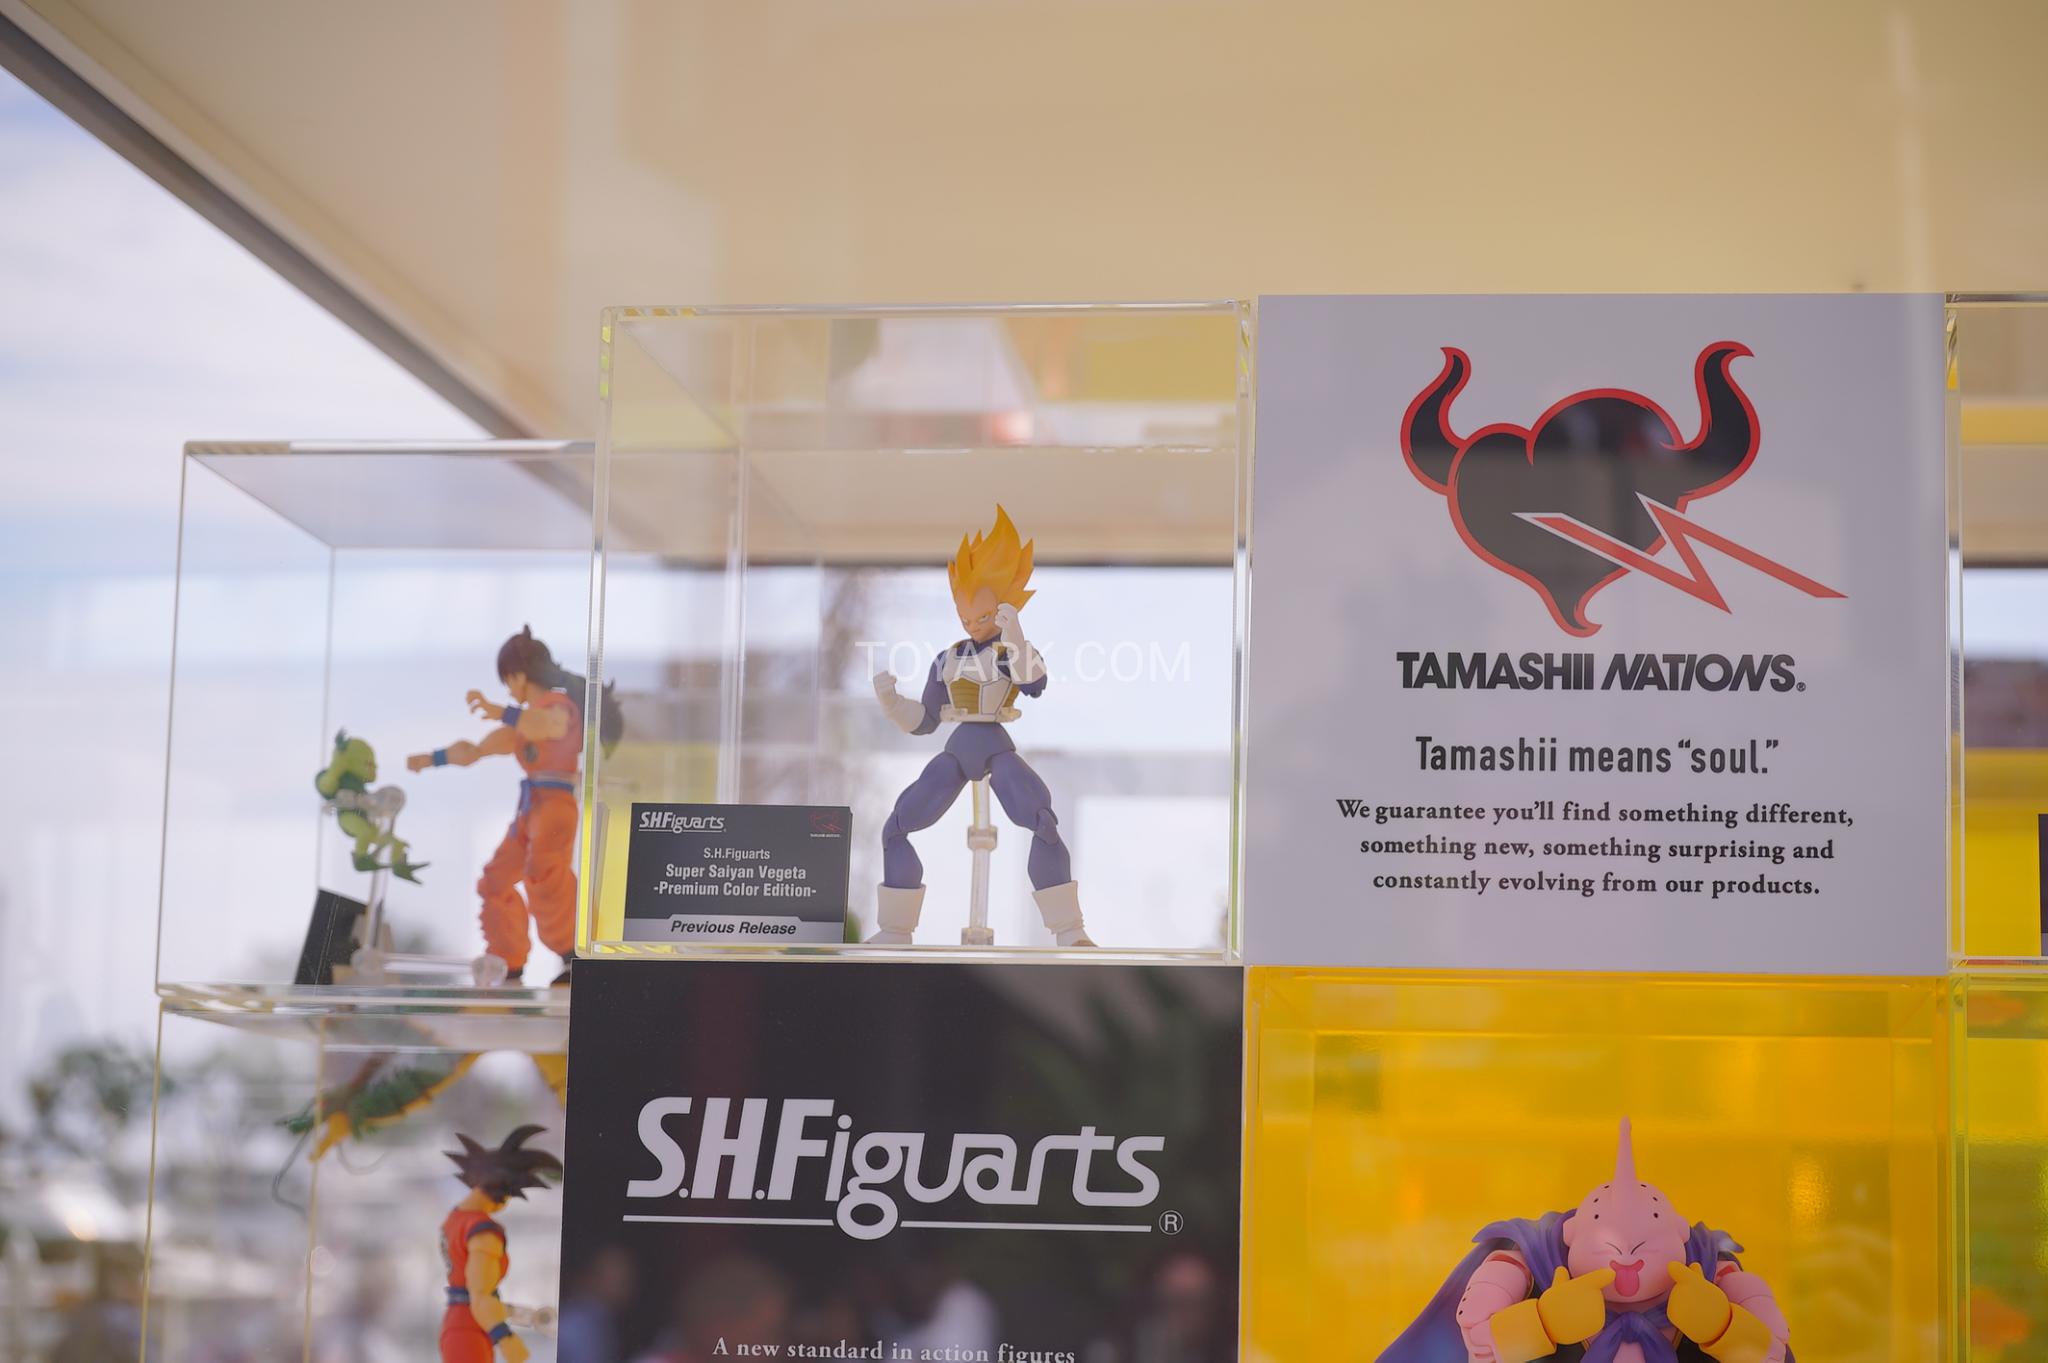 TOYARK.COM
S.H.Figuarts
S.H.Figuarts
Super Saiyan Vegeta
-Premium Color Edition-
Previous Release
TAMASHII NATIONS®
Tamashii means “soul.”
We guarantee you’ll find something different,
something new, something surprising and
constantly evolving from our products.
S.H.Figuarts
®
A new standard in action figures